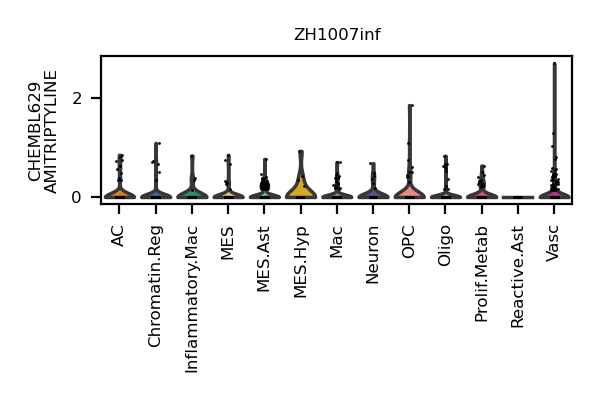 ZH1007inf
CHEMBL629
AMITRIPTYLINE
2
0
AC
Chromatin.Reg
Inflammatory.Mac
MES
MES.Ast
MES.Hyp
Mac
Neuron
OPC
Oligo
Prolif.Metab
Reactive.Ast
Vasc